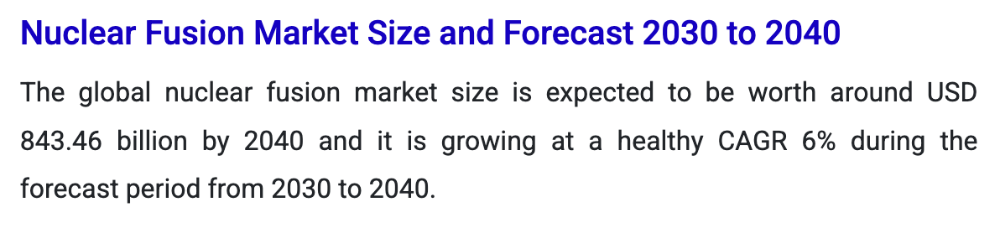 Nuclear Fusion Market Size and Forecast 2030 to 2040
The global nuclear fusion market size is expected to be worth around USD
843.46 billion by 2040 and it is growing at a healthy CAGR 6% during the
forecast period from 2030 to 2040.